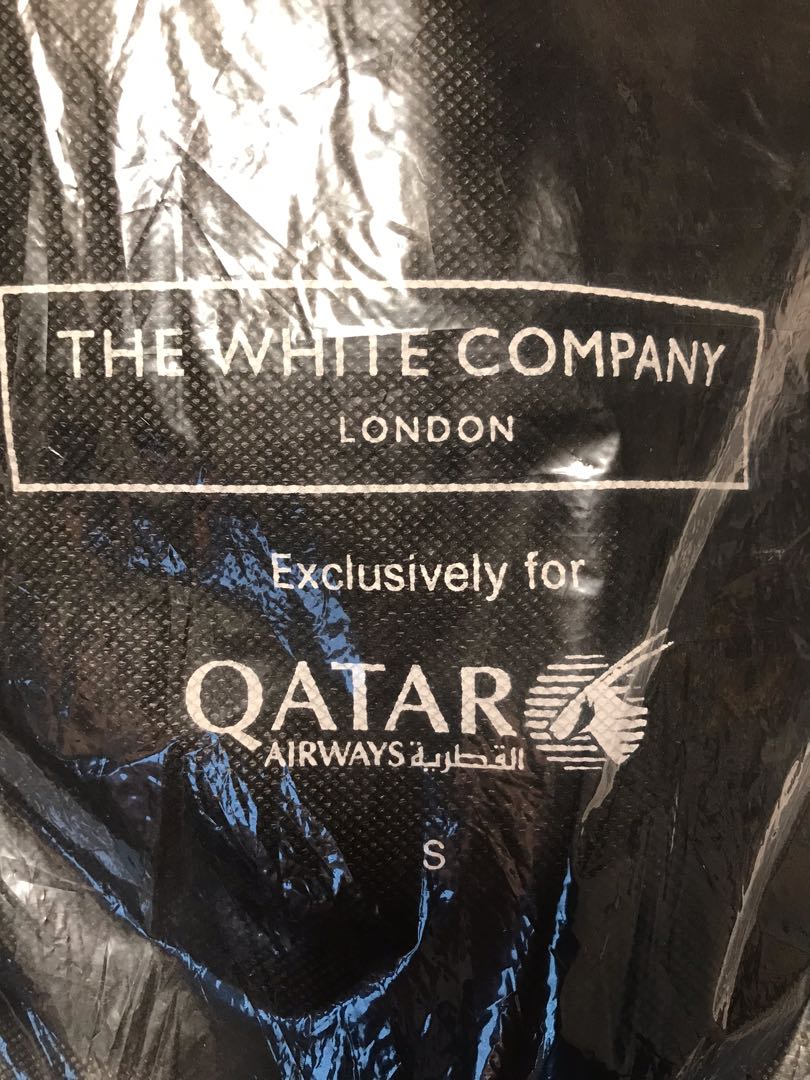 THE WHITE COMPANY
LONDON
Exclusively for
QATAR
AIRWAYS القطرية
S